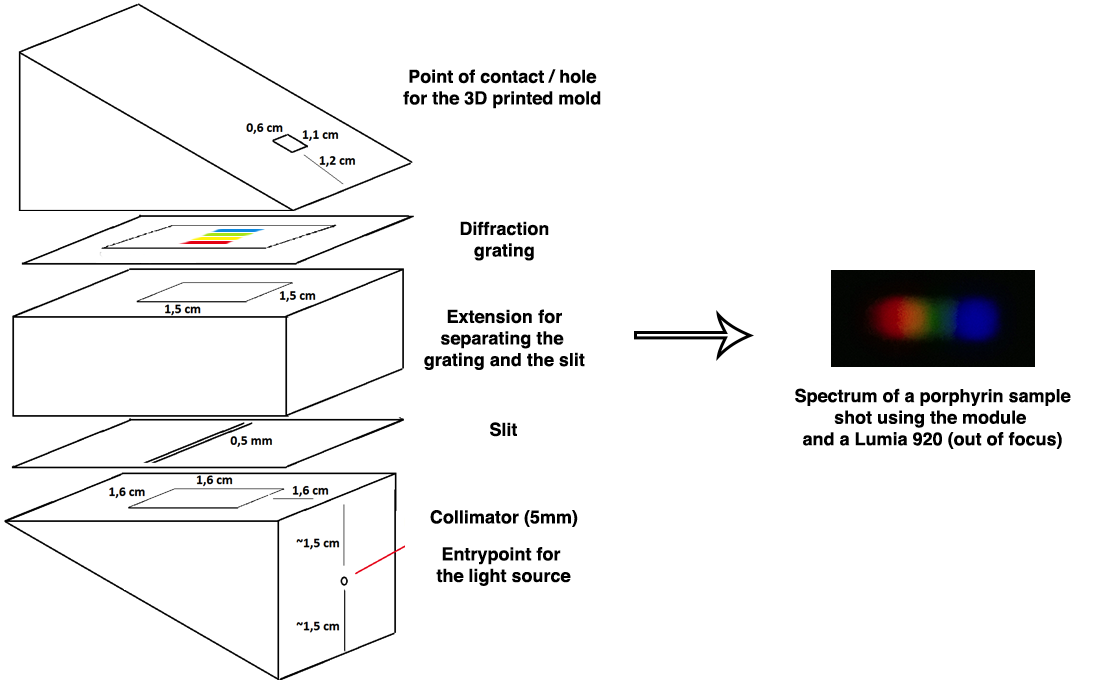 Point of contact / hole
for the 3D printed mold
0,6 cm
1,1 cm
1,2 cm
Diffraction
grating
1,5 cm
1,5 cm
Extension for
separating the
grating and the slit
Slit
0,5 mm
1,6 cm
1,6 cm
1,6 cm
Collimator (5mm)
~1,5 cm
Entrypoint for
the light source
~1,5 cm
Spectrum of a porphyrin sample
shot using the module
and a Lumia 920 (out of focus)